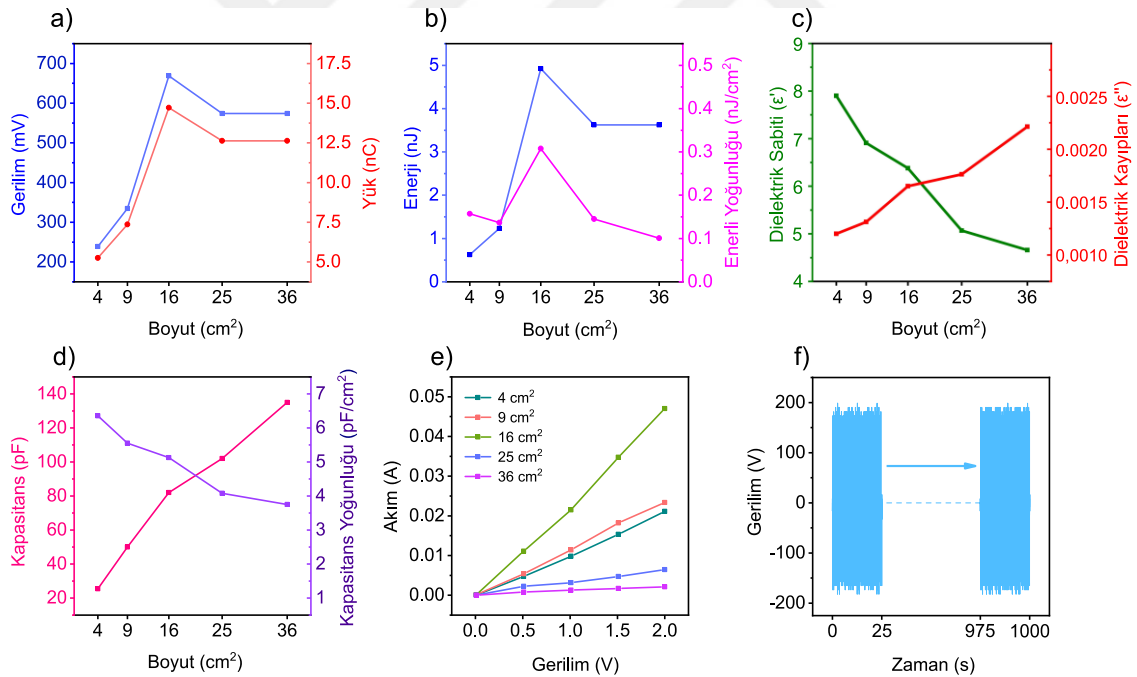 a)
700
600
500
400
300
200
Gerilim (mV)
17.5
15.0
12.5
10.0
7.5
5.0
Yük (nC)
4 9 16 25 36
Boyut (cm²)
b)
5
4
3
2
1
0
Enerji (nJ)
0.5
0.4
0.3
0.2
0.1
0.0
Enerli Yoğunluğu (nJ/cm²)
4 9 16 25 36
Boyut (cm²)
c)
9
8
7
6
5
4
Dielektrik Sabiti (ε')
0.0025
0.0020
0.0015
0,0010
Dielektrik Kayıpları (ε'')
4 9 16 25 36
Boyut (cm²)
d)
140
120
100
80
60
40
20
Kapasitans (pF)
7
6
5
4
3
2
1
Kapasitans Yoğunluğu (pF/cm²)
4 9 16 25 36
Boyut (cm²)
e)
0.05
0.04
0.03
0.02
0.01
0.00
Akım (A)
4 cm²
9 cm²
16 cm²
25 cm²
36 cm²
0.0 0.5 1.0 1.5 2.0
Gerilim (V)
f)
200
100
0
-100
-200
Gerilim (V)
0 25 975 1000
Zaman (s)